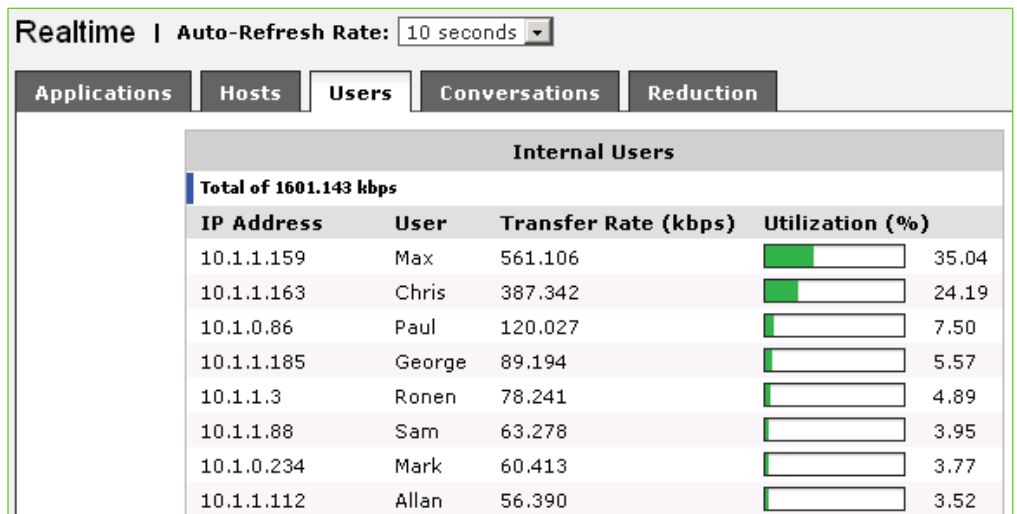 Realtime | Auto-Refresh Rate: 10 seconds
Applications Hosts Users Conversations Reduction
Internal Users
Total of 1601.143 kbps
IP Address User Transfer Rate (kbps) Utilization (%)
10.1.1.159 Max 561.106 35.04
10.1.1.163 Chris 387.342 24.19
10.1.0.86 Paul 120.027 7.50
10.1.1.185 George 89.194 5.57
10.1.1.3 Ronen 78.241 4.89
10.1.1.88 Sam 63.278 3.95
10.1.0.234 Mark 60.413 3.77
10.1.1.112 Allan 56.390 3.52